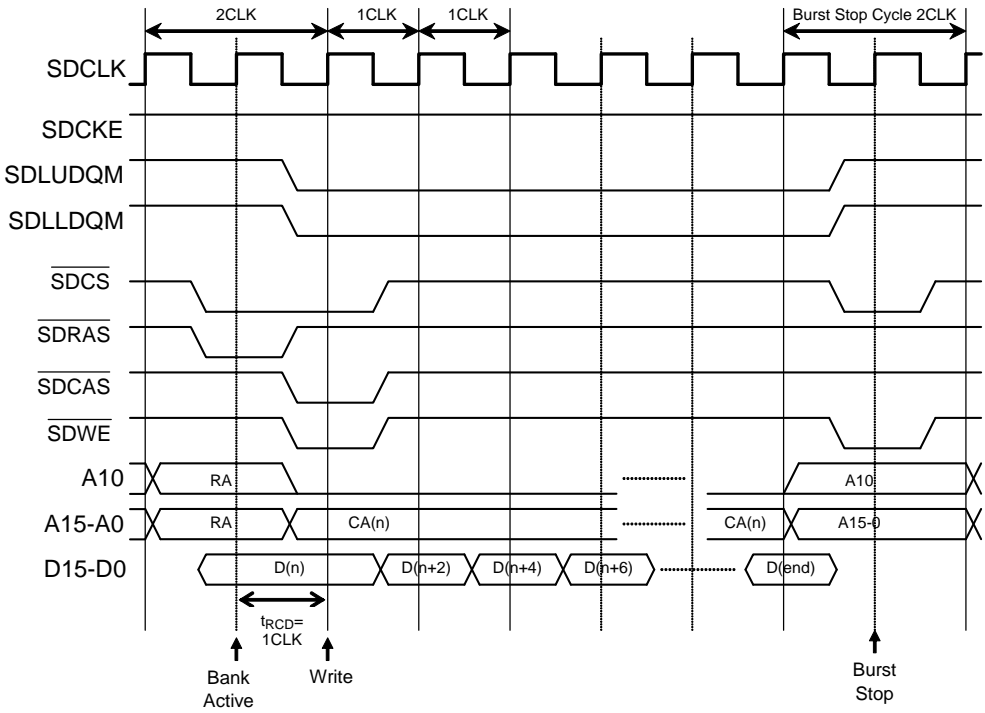 2CLK 1CLK 1CLK Burst Stop Cycle 2CLK
SDCLK
SDCKE
SDLUDQM
SDLLDQM
SDCS
SDRAS
SDCAS
SDWE
A10 RA A10
A15-A0 RA CA(n) CA(n) A15-0
D15-D0 D(n) D(n+2) D(n+4) D(n+6) D(end)
tRCD=
1CLK
Bank
Active
Write
Burst
Stop